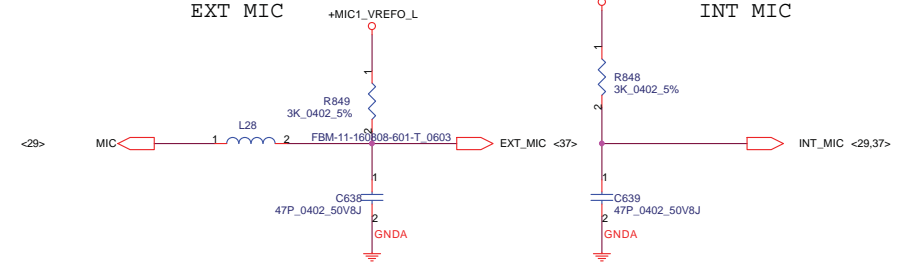 EXT MIC
+MIC1_VREFO_L
INT MIC
1
R849
3K_0402_5%
2
1
R848
3K_0402_5%
2
<29>
MIC
1
L28
2
FBM-11-160808-601-T_0603
EXT_MIC <37>
INT_MIC <29,37>
1
C638
47P_0402_50V8J
2
GNDA
1
C639
47P_0402_50V8J
2
GNDA